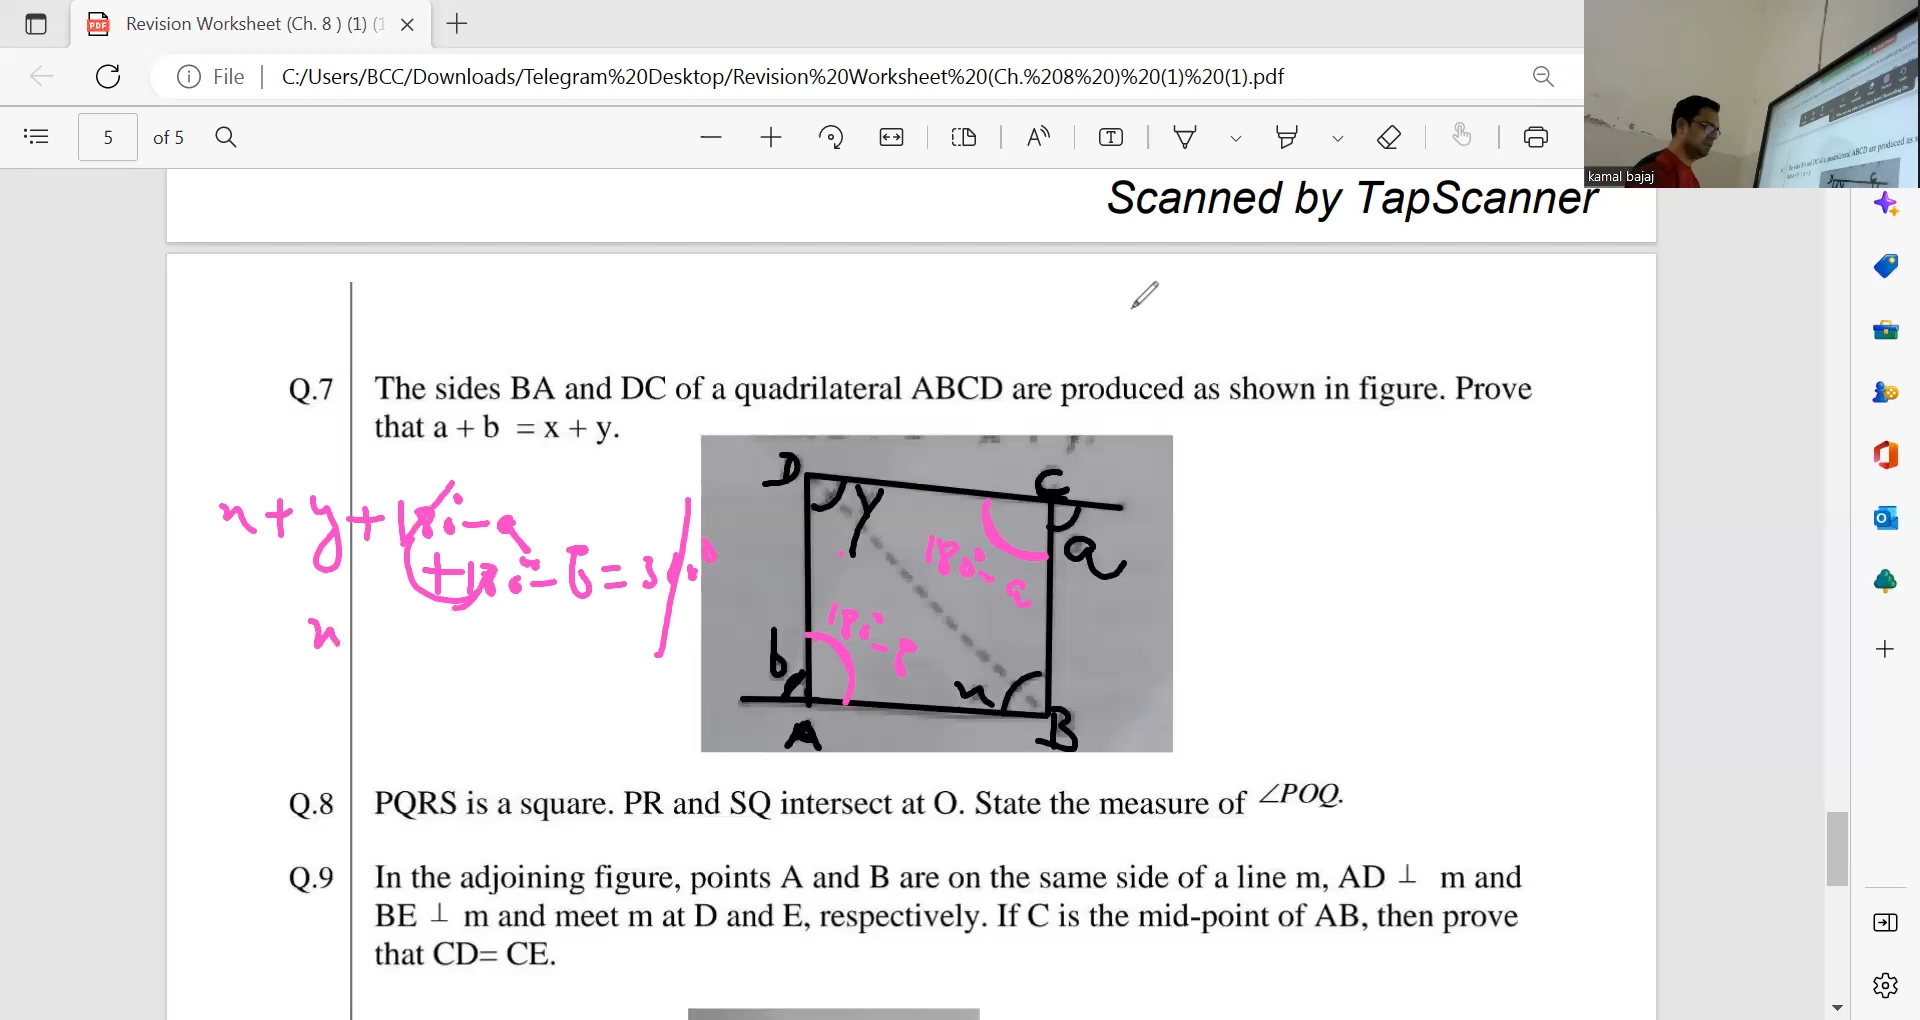 Revision Worksheet (Ch. 8 ) (1) (1
File
C:/Users/BCC/Downloads/Telegram%20Desktop/Revision%20Worksheet%20(Ch.%208%20)%20(1)%20(1).pdf
5 of 5
kamal bajaj
Scanned by TapScanner
Q.7 The sides BA and DC of a quadrilateral ABCD are produced as shown in figure. Prove
that a + b = x + y.
D C
y
a
180°-a
180°-b
b
x
A B
x + y + 180°-a
+180°-b = 360
x
Q.8 PQRS is a square. PR and SQ intersect at O. State the measure of ∠POQ.
Q.9 In the adjoining figure, points A and B are on the same side of a line m, AD ⊥ m and
BE ⊥ m and meet m at D and E, respectively. If C is the mid-point of AB, then prove
that CD= CE.